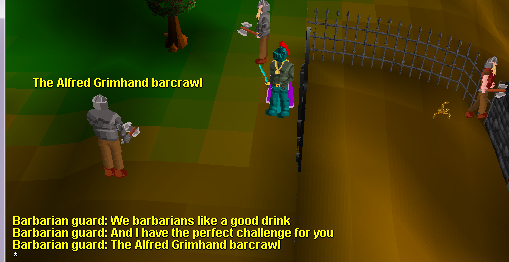 The Alfred Grimhand barcrawl
Barbarian guard: We barbarians like a good drink
Barbarian guard: And I have the perfect challenge for you
Barbarian guard: The Alfred Grimhand barcrawl
*